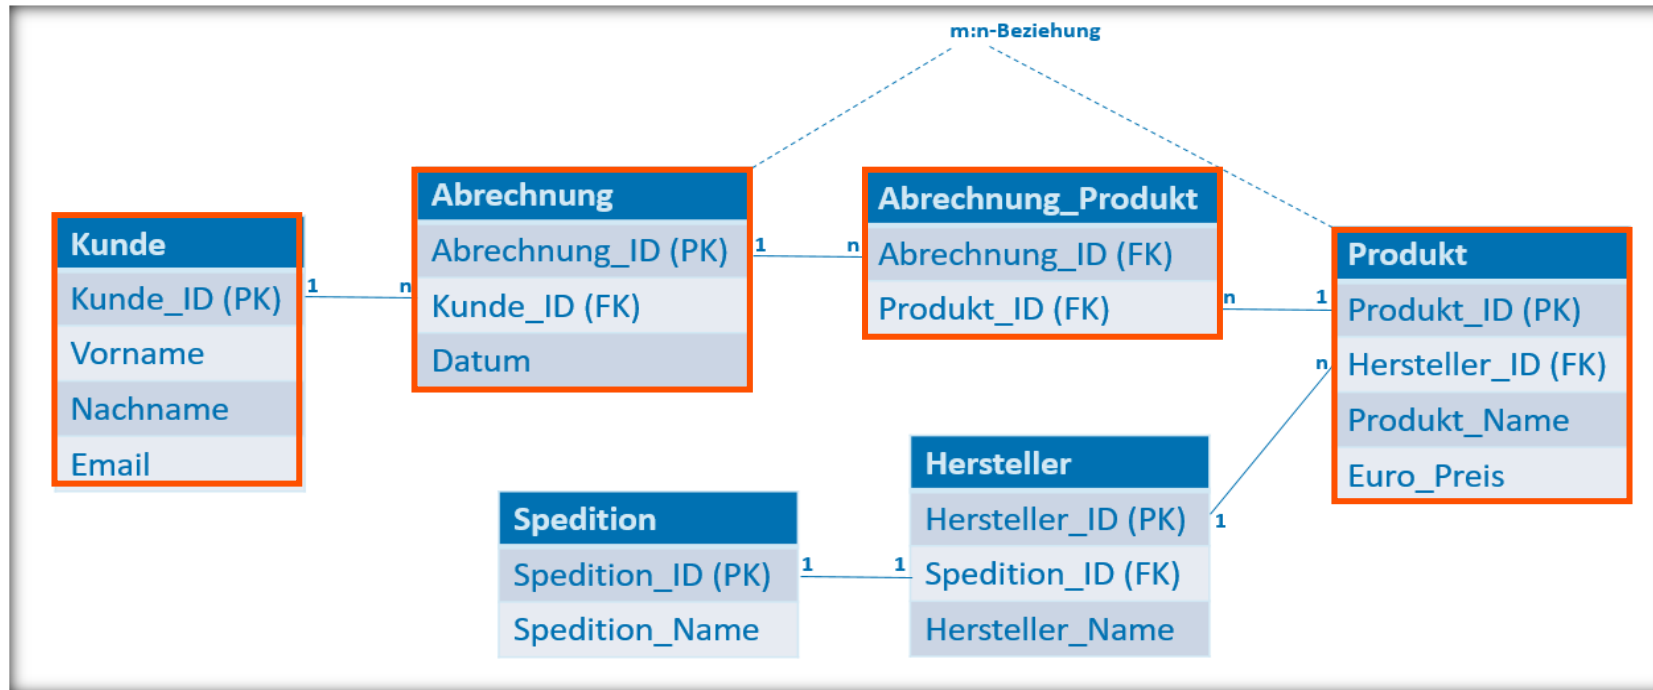 m:n-Beziehung
Kunde
Kunde_ID (PK)
Vorname
Nachname
Email
1
n
Abrechnung
Abrechnung_ID (PK)
Kunde_ID (FK)
Datum
1
n
Abrechnung_Produkt
Abrechnung_ID (FK)
Produkt_ID (FK)
n
1
Produkt
Produkt_ID (PK)
Hersteller_ID (FK)
Produkt_Name
Euro_Preis
n
1
Spedition
Spedition_ID (PK)
Spedition_Name
1
1
Hersteller
Hersteller_ID (PK)
Spedition_ID (FK)
Hersteller_Name